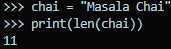 >>> chai = "Masala Chai"
>>> print(len(chai))
11